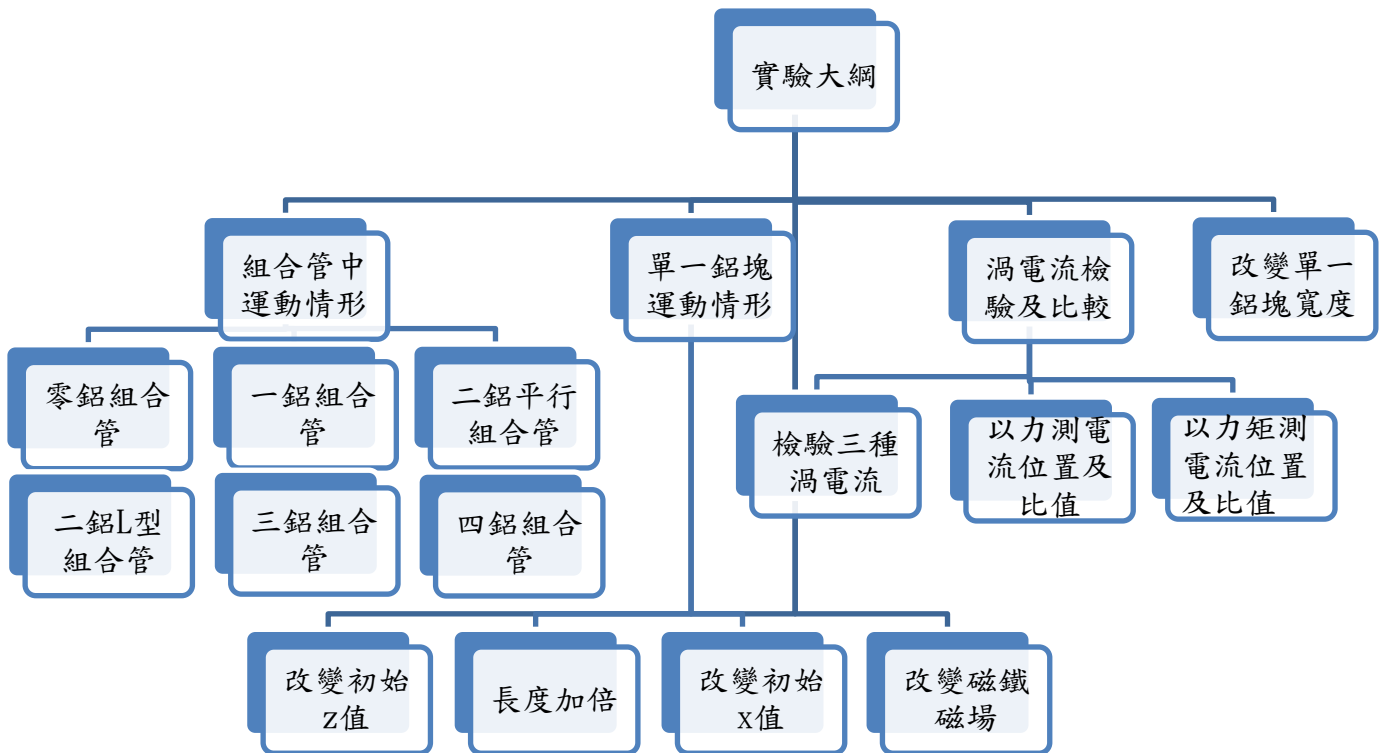 實驗大綱
組合管中
運動情形
單一鋁塊
運動情形
渦電流檢
驗及比較
改變單一
鋁塊寬度
零鋁組合
管
一鋁組合
管
二鋁平行
組合管
二鋁L型
組合管
三鋁組合
管
四鋁組合
管
檢驗三種
渦電流
以力測電
流位置及
比值
以力矩測
電流位置
及比值
改變初始
z值
長度加倍
改變初始
x值
改變磁鐵
磁場